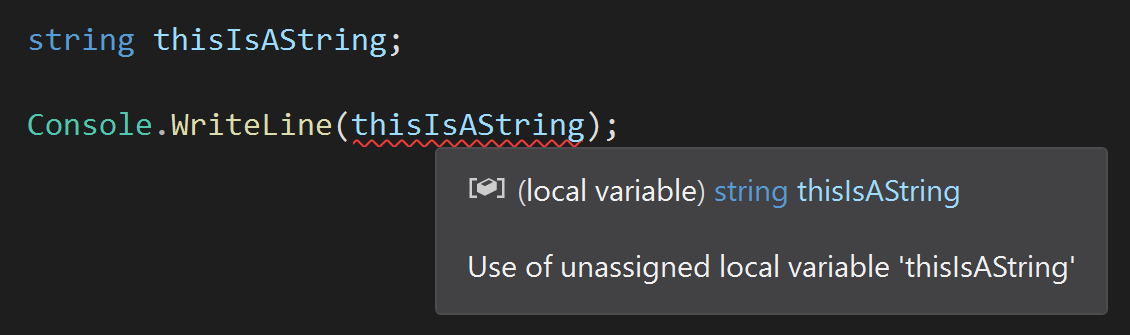 string thisIsAString;
Console.WriteLine(thisIsAString);
(local variable) string thisIsAString
Use of unassigned local variable 'thisIsAString'